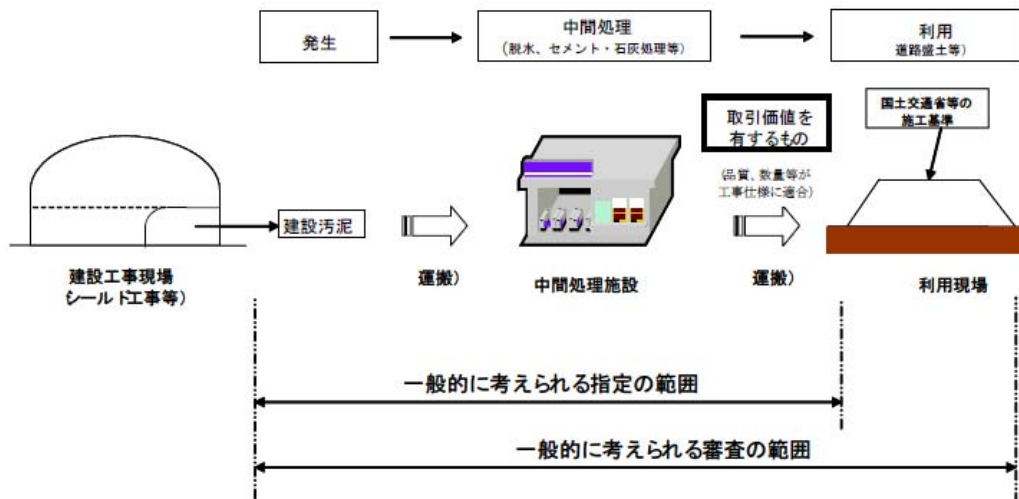 発生
中間処理
(脱水、セメント・石灰処理等)
利用
道路盛土等)
取引価値を
有するもの
国土交通省等の
施工基準
(品質、数量等が
工事仕様に適合)
建設汚泥
建設工事現場
(シールド工事等)
運搬)
中間処理施設
運搬)
利用現場
一般的に考えられる指定の範囲
一般的に考えられる審査の範囲